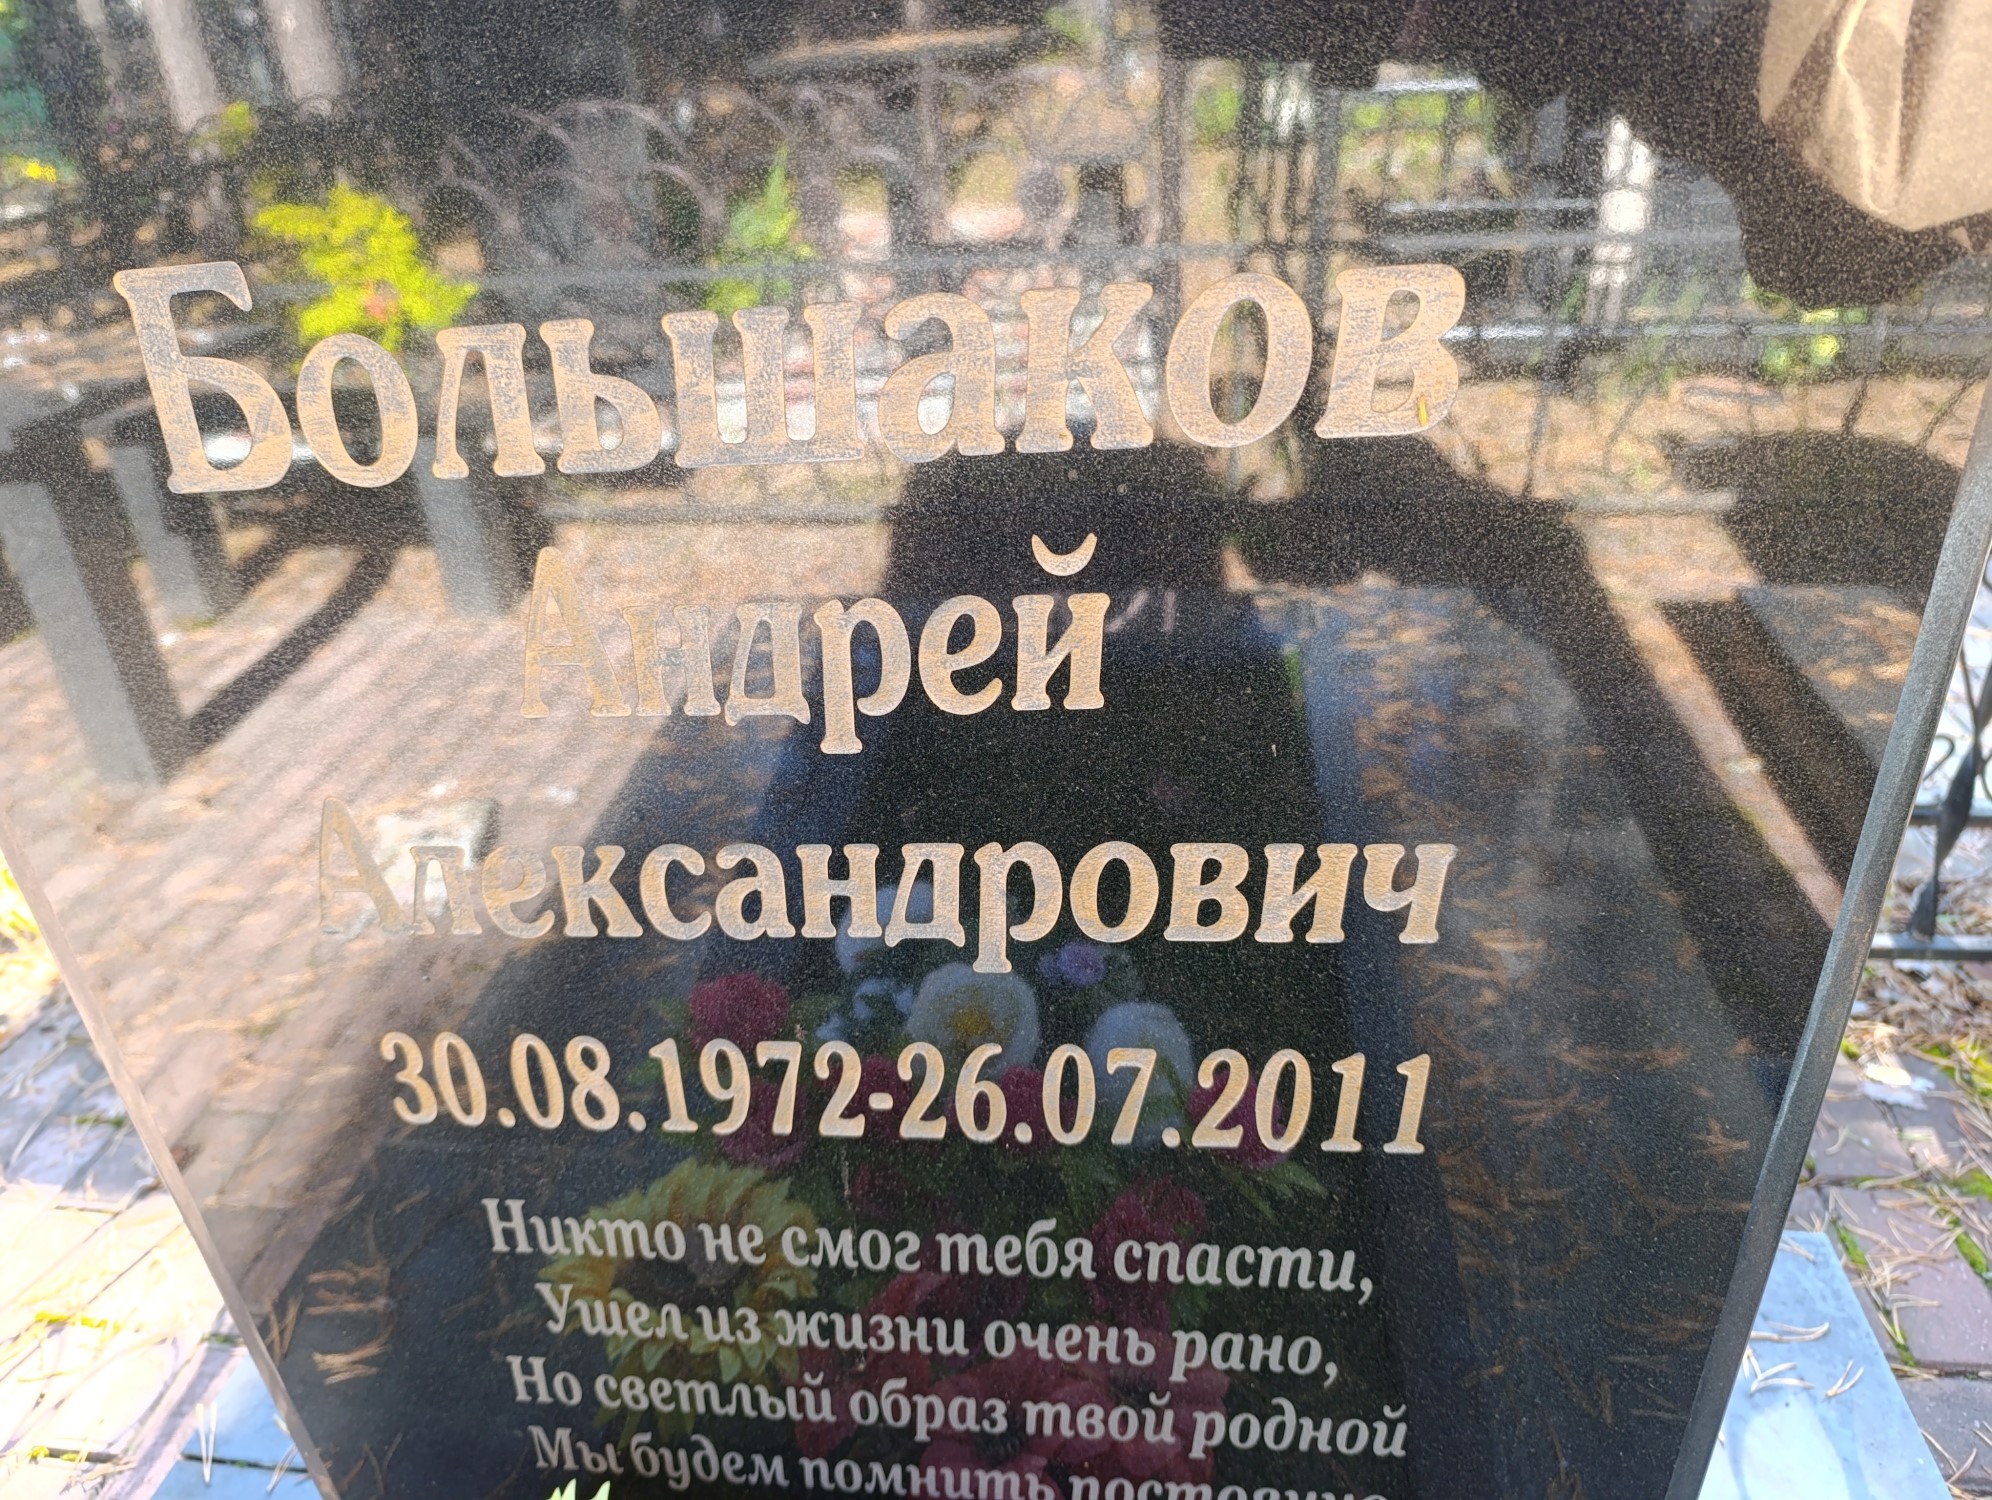 Большаков
Андрей
Александрович
30.08.1972-26.07.2011
Никто не смог тебя спасти,
Ушел из жизни очень рано,
Но светлый образ твой родной
Мы будем помнить постоянно